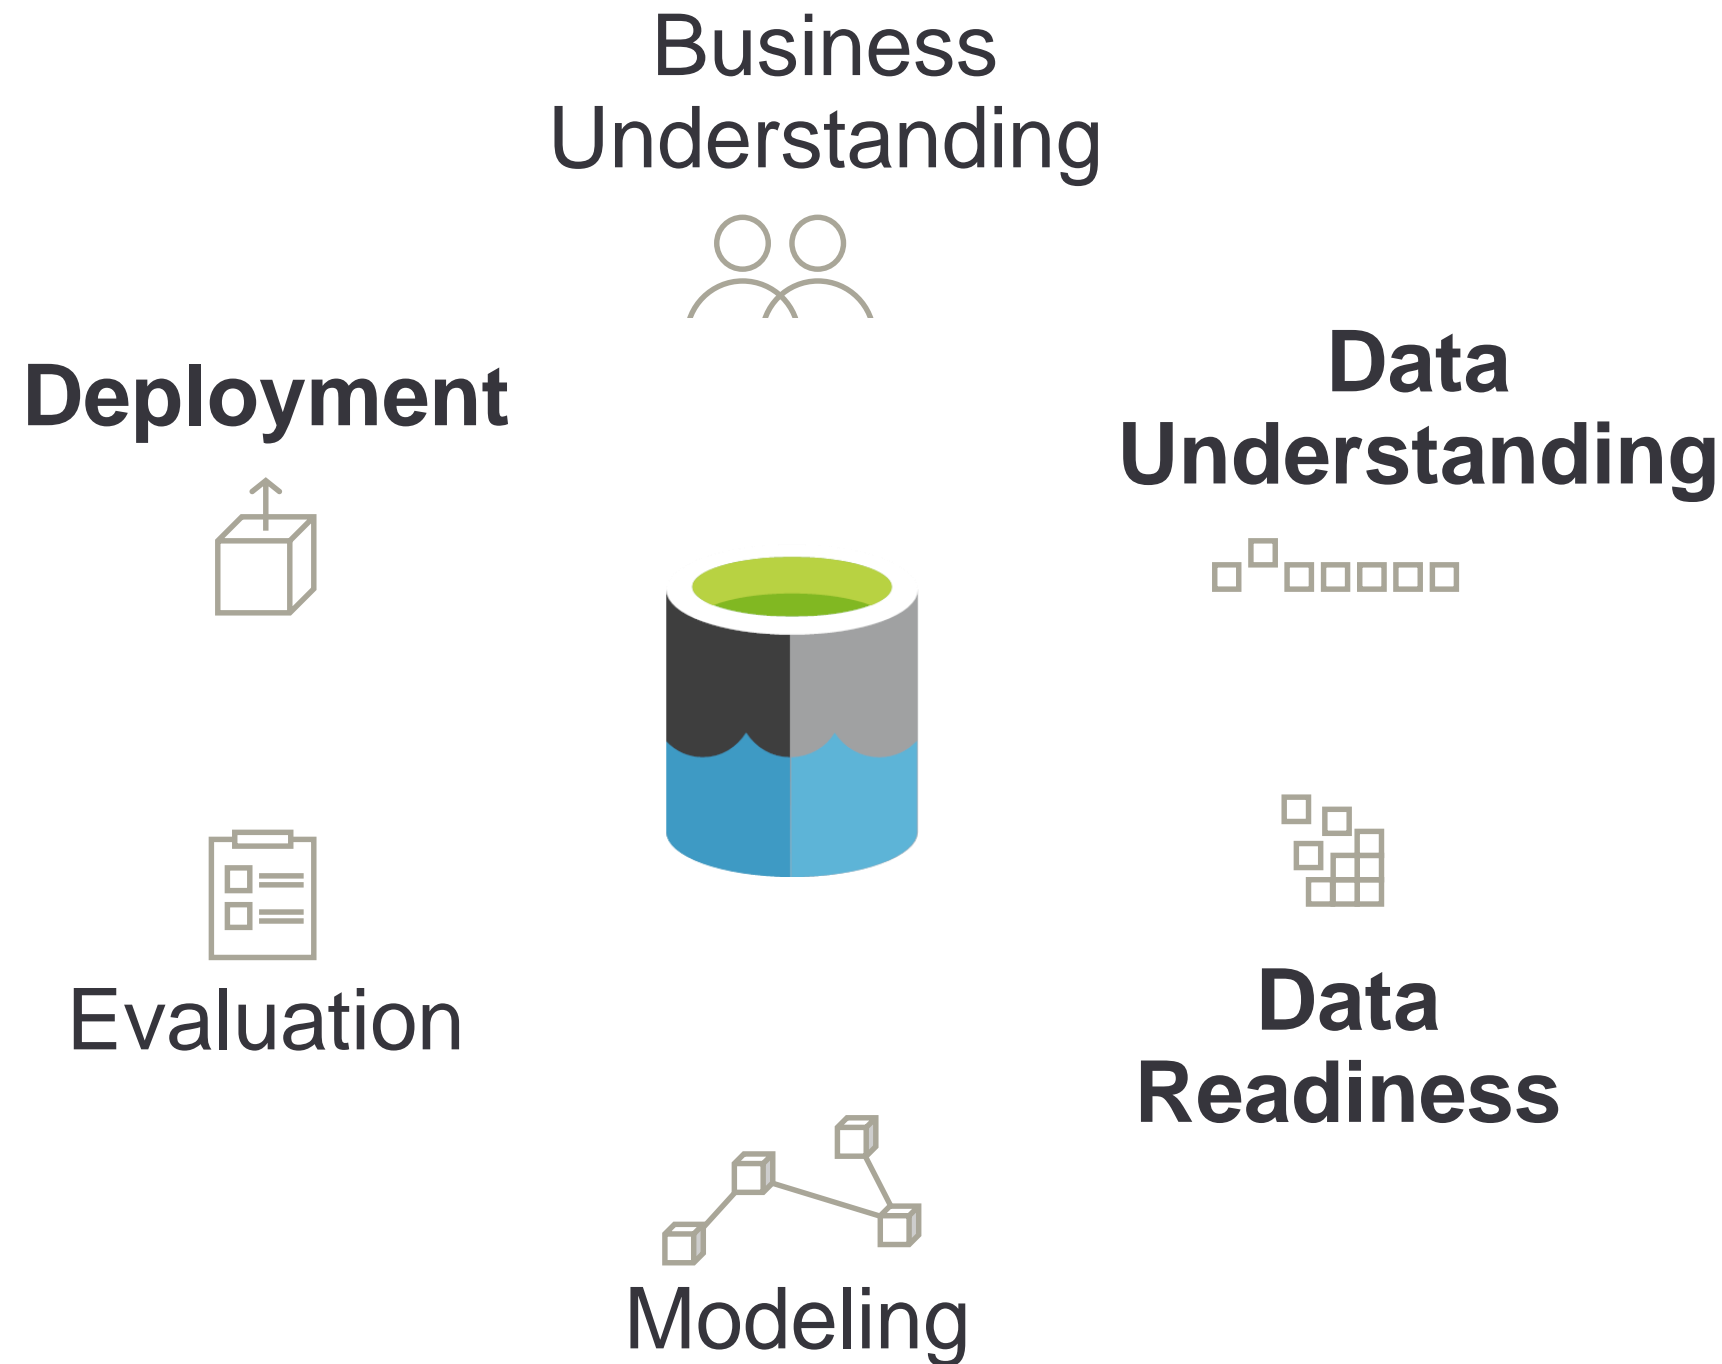 Business
Understanding
Deployment
Data
Understanding
Evaluation
Data
Readiness
Modeling